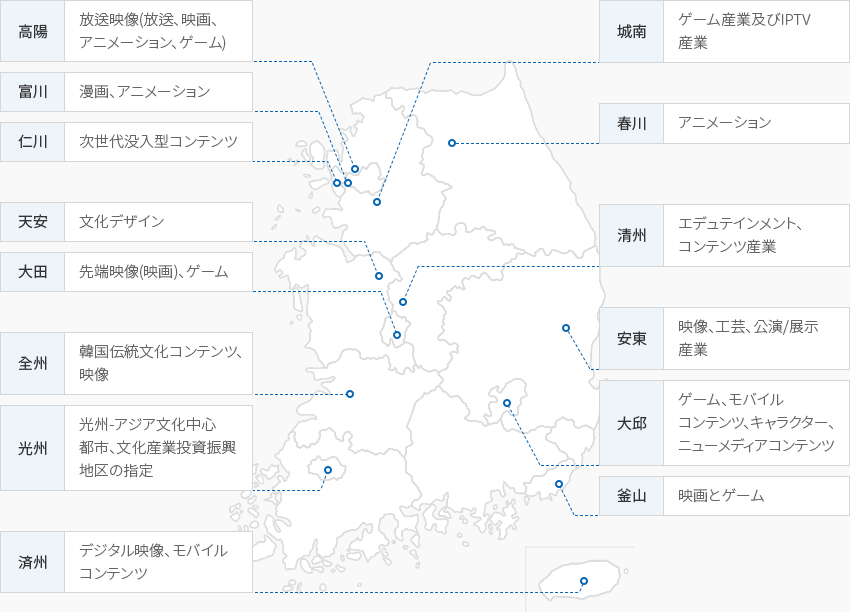 高陽
放送映像(放送、映画、
アニメーション、ゲーム)
富川
漫画、アニメーション
仁川
次世代没入型コンテンツ
天安
文化デザイン
大田
先端映像(映画)、ゲーム
全州
韓国伝統文化コンテンツ、
映像
光州
光州-アジア文化中心
都市、文化産業投資振興
地区の指定
済州
デジタル映像、モバイル
コンテンツ
城南
ゲーム産業及びIPTV
産業
春川
アニメーション
清州
エデュテインメント、
コンテンツ産業
安東
映像、工芸、公演/展示
産業
大邱
ゲーム、モバイル
コンテンツ、キャラクター、
ニューメディアコンテンツ
釜山
映画とゲーム